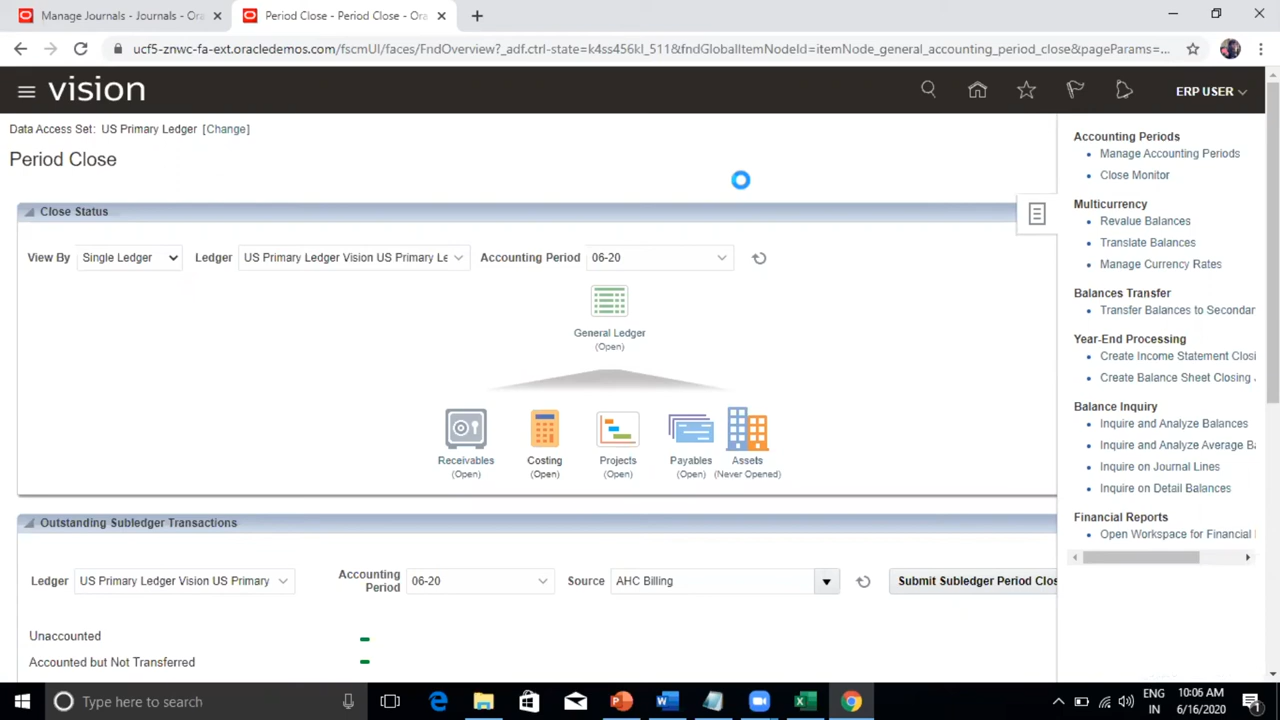 Manage Journals - Journals - Ora
Period Close - Period Close - Ora
ucf5-znwc-fa-ext.oracledemos.com/fscmUI/faces/FndOverview?_adf.ctrl-state=k4ss456kl_511&fndGlobalItemNodeId=itemNode_general_accounting_period_close&pageParams=...
vision
ERP USER
Data Access Set: US Primary Ledger [Change]
Period Close
Close Status
View By Single Ledger Ledger US Primary Ledger Vision US Primary Le Accounting Period 06-20
General Ledger
(Open)
Receivables
(Open)
Costing
(Open)
Projects
(Open)
Payables
(Open)
Assets
(Never Opened)
Outstanding Subledger Transactions
Ledger US Primary Ledger Vision US Primary Accounting Period 06-20 Source AHC Billing Submit Subledger Period Clos
Unaccounted
Accounted but Not Transferred
Accounting Periods
Manage Accounting Periods
Close Monitor
Multicurrency
Revalue Balances
Translate Balances
Manage Currency Rates
Balances Transfer
Transfer Balances to Secondar
Year-End Processing
Create Income Statement Closi
Create Balance Sheet Closing
Balance Inquiry
Inquire and Analyze Balances
Inquire and Analyze Average Ba
Inquire on Journal Lines
Inquire on Detail Balances
Financial Reports
Open Workspace for Financial
Type here to search
ENG
IN
10:06 AM
6/16/2020
1